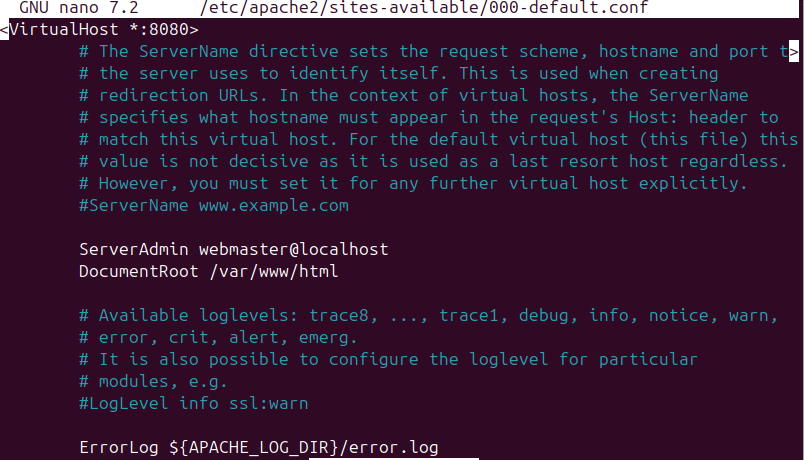 GNU nano 7.2 /etc/apache2/sites-available/000-default.conf
<VirtualHost *:8080>
# The ServerName directive sets the request scheme, hostname and port t>
# the server uses to identify itself. This is used when creating
# redirection URLs. In the context of virtual hosts, the ServerName
# specifies what hostname must appear in the request's Host: header to
# match this virtual host. For the default virtual host (this file) this
# value is not decisive as it is used as a last resort host regardless.
# However, you must set it for any further virtual host explicitly.
#ServerName www.example.com
ServerAdmin webmaster@localhost
DocumentRoot /var/www/html
# Available loglevels: trace8, ..., trace1, debug, info, notice, warn,
# error, crit, alert, emerg.
# It is also possible to configure the loglevel for particular
# modules, e.g.
#LogLevel info ssl:warn
ErrorLog ${APACHE_LOG_DIR}/error.log